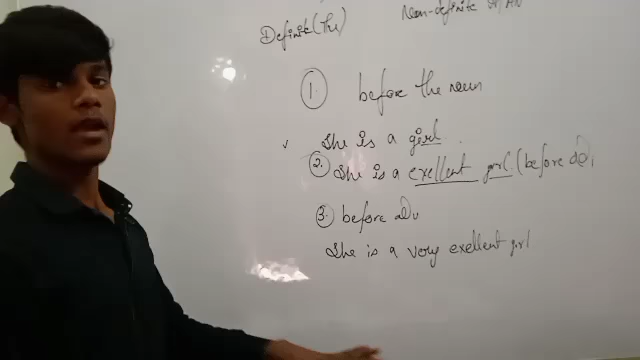 Definite (the) Non-definite A/AN
1. before the noun
She is a girl.
2. She is a exellent girl. (before adj.
3. before adv
She is a very exellent girl